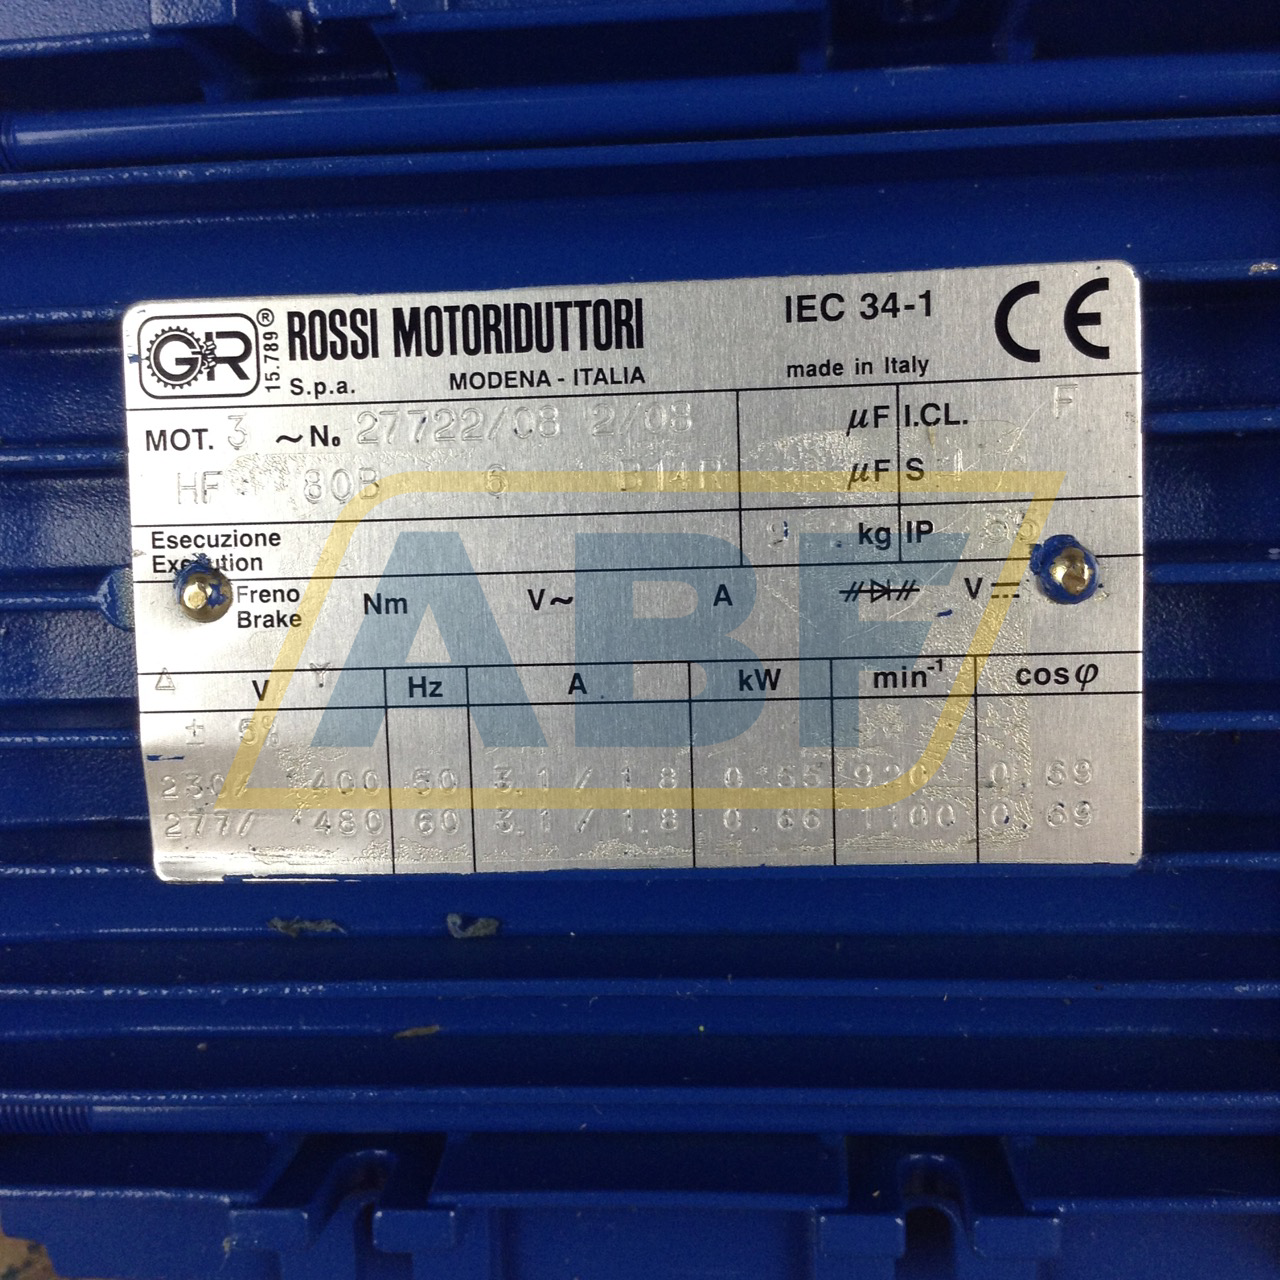 GR ® 15.789 ROSSI MOTORIDUTTORI IEC 34-1 CE
S.p.a. MODENA - ITALIA made in Italy
MOT. 3 ~ No 27722/08 2/08 µF I.CL. F
HF 80B 6 B14R µF S 1
Esecuzione
Execution 9 kg IP 55
Freno
Brake Nm V~ A V
Δ V Y Hz A kW min-1 cosφ
± 5%
230/ 400 50 3.1 / 1.8 0.55 920 0.69
277/ 480 60 3.1 / 1.8 0.66 1100 0.69
ABF